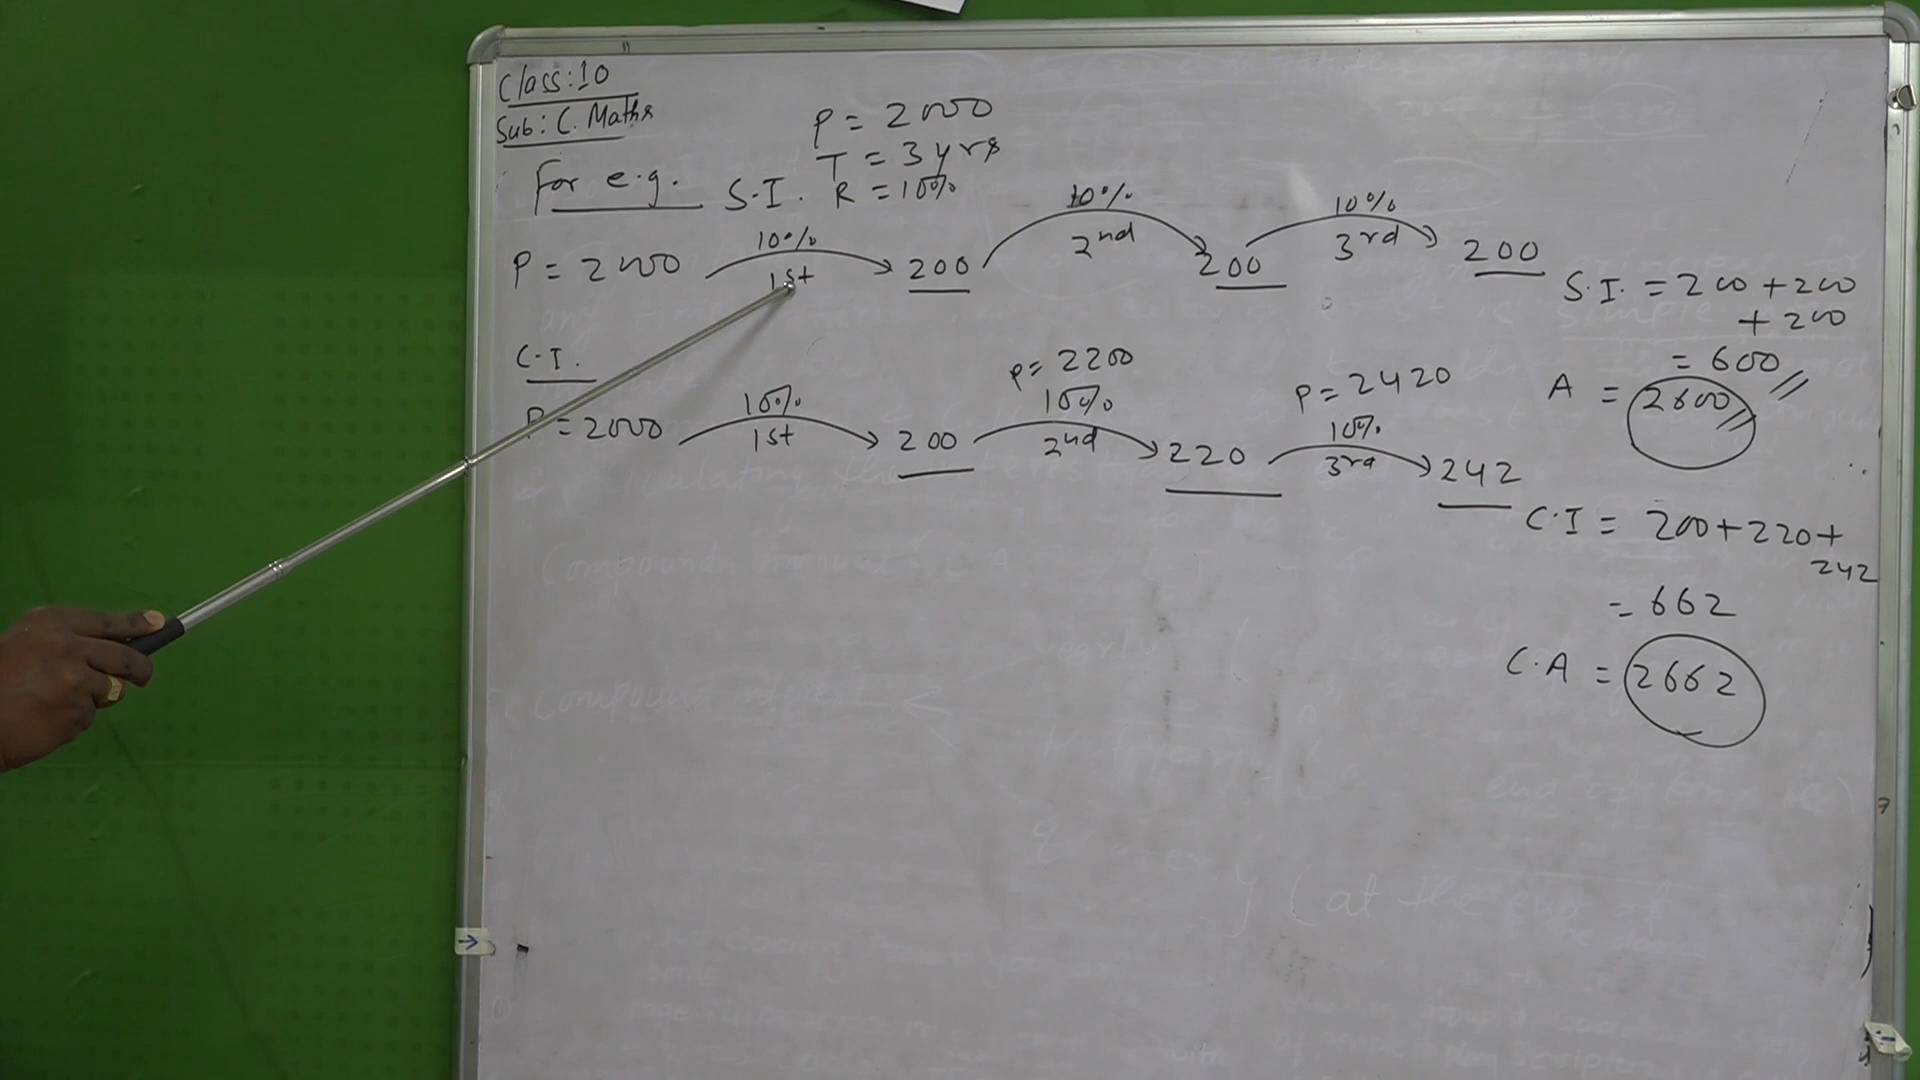 Class: 10
Sub: C. Maths
P = 2000
T = 3 yrs
For e.g. S.I. R = 10%
10% 10% 10%
P = 2000 1st 200 2nd 200 3rd 200
S.I. = 200 + 200
+ 200
= 600
A = 2600
C.I.
P = 2200 P = 2420
10% 10% 10%
P = 2000 1st 200 2nd 220 3rd 242
C.I = 200 + 220 +
242
= 662
C.A = 2662